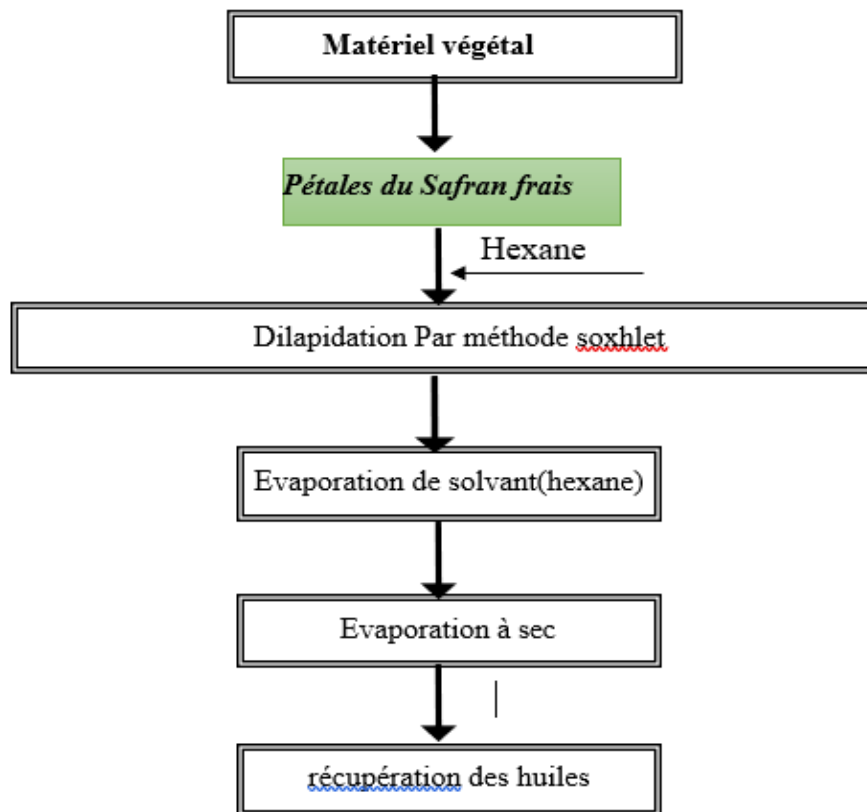 Matériel végétal
Pétales du Safran frais
Hexane
Dilapidation Par méthode soxhlet
Evaporation de solvant(hexane)
Evaporation à sec
récupération des huiles